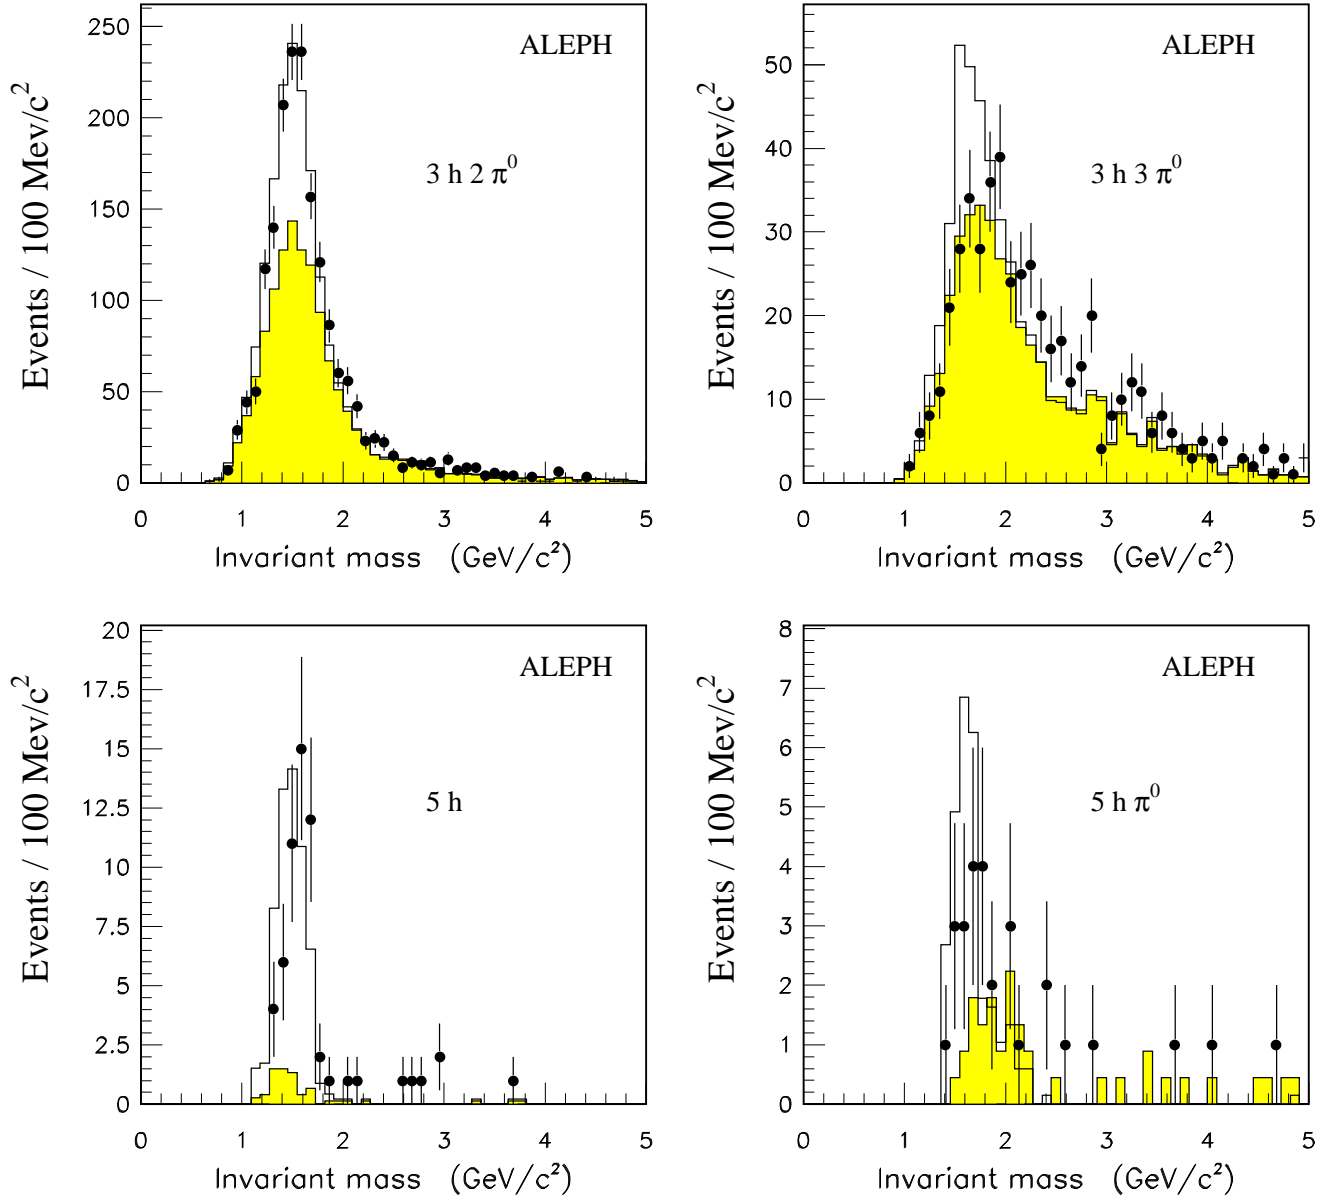 ALEPH
3 h 2 π⁰
Events / 100 Mev/c²
250
200
150
100
50
0
0 1 2 3 4 5
Invariant mass (GeV/c²)
ALEPH
3 h 3 π⁰
Events / 100 Mev/c²
50
40
30
20
10
0
0 1 2 3 4 5
Invariant mass (GeV/c²)
ALEPH
5 h
Events / 100 Mev/c²
20
17.5
15
12.5
10
7.5
5
2.5
0
0 1 2 3 4 5
Invariant mass (GeV/c²)
ALEPH
5 h π⁰
Events / 100 Mev/c²
8
7
6
5
4
3
2
1
0
0 1 2 3 4 5
Invariant mass (GeV/c²)